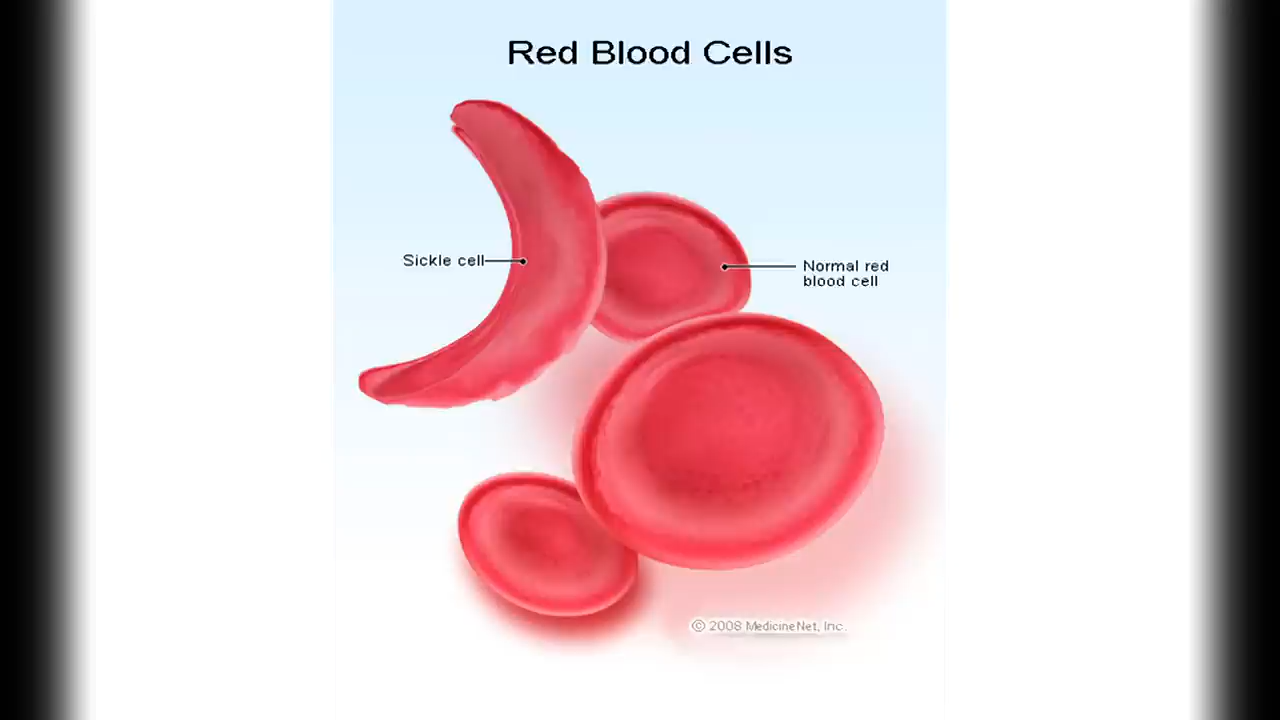 Red Blood Cells
Sickle cell
Normal red
blood cell
© 2008 MedicineNet, Inc.